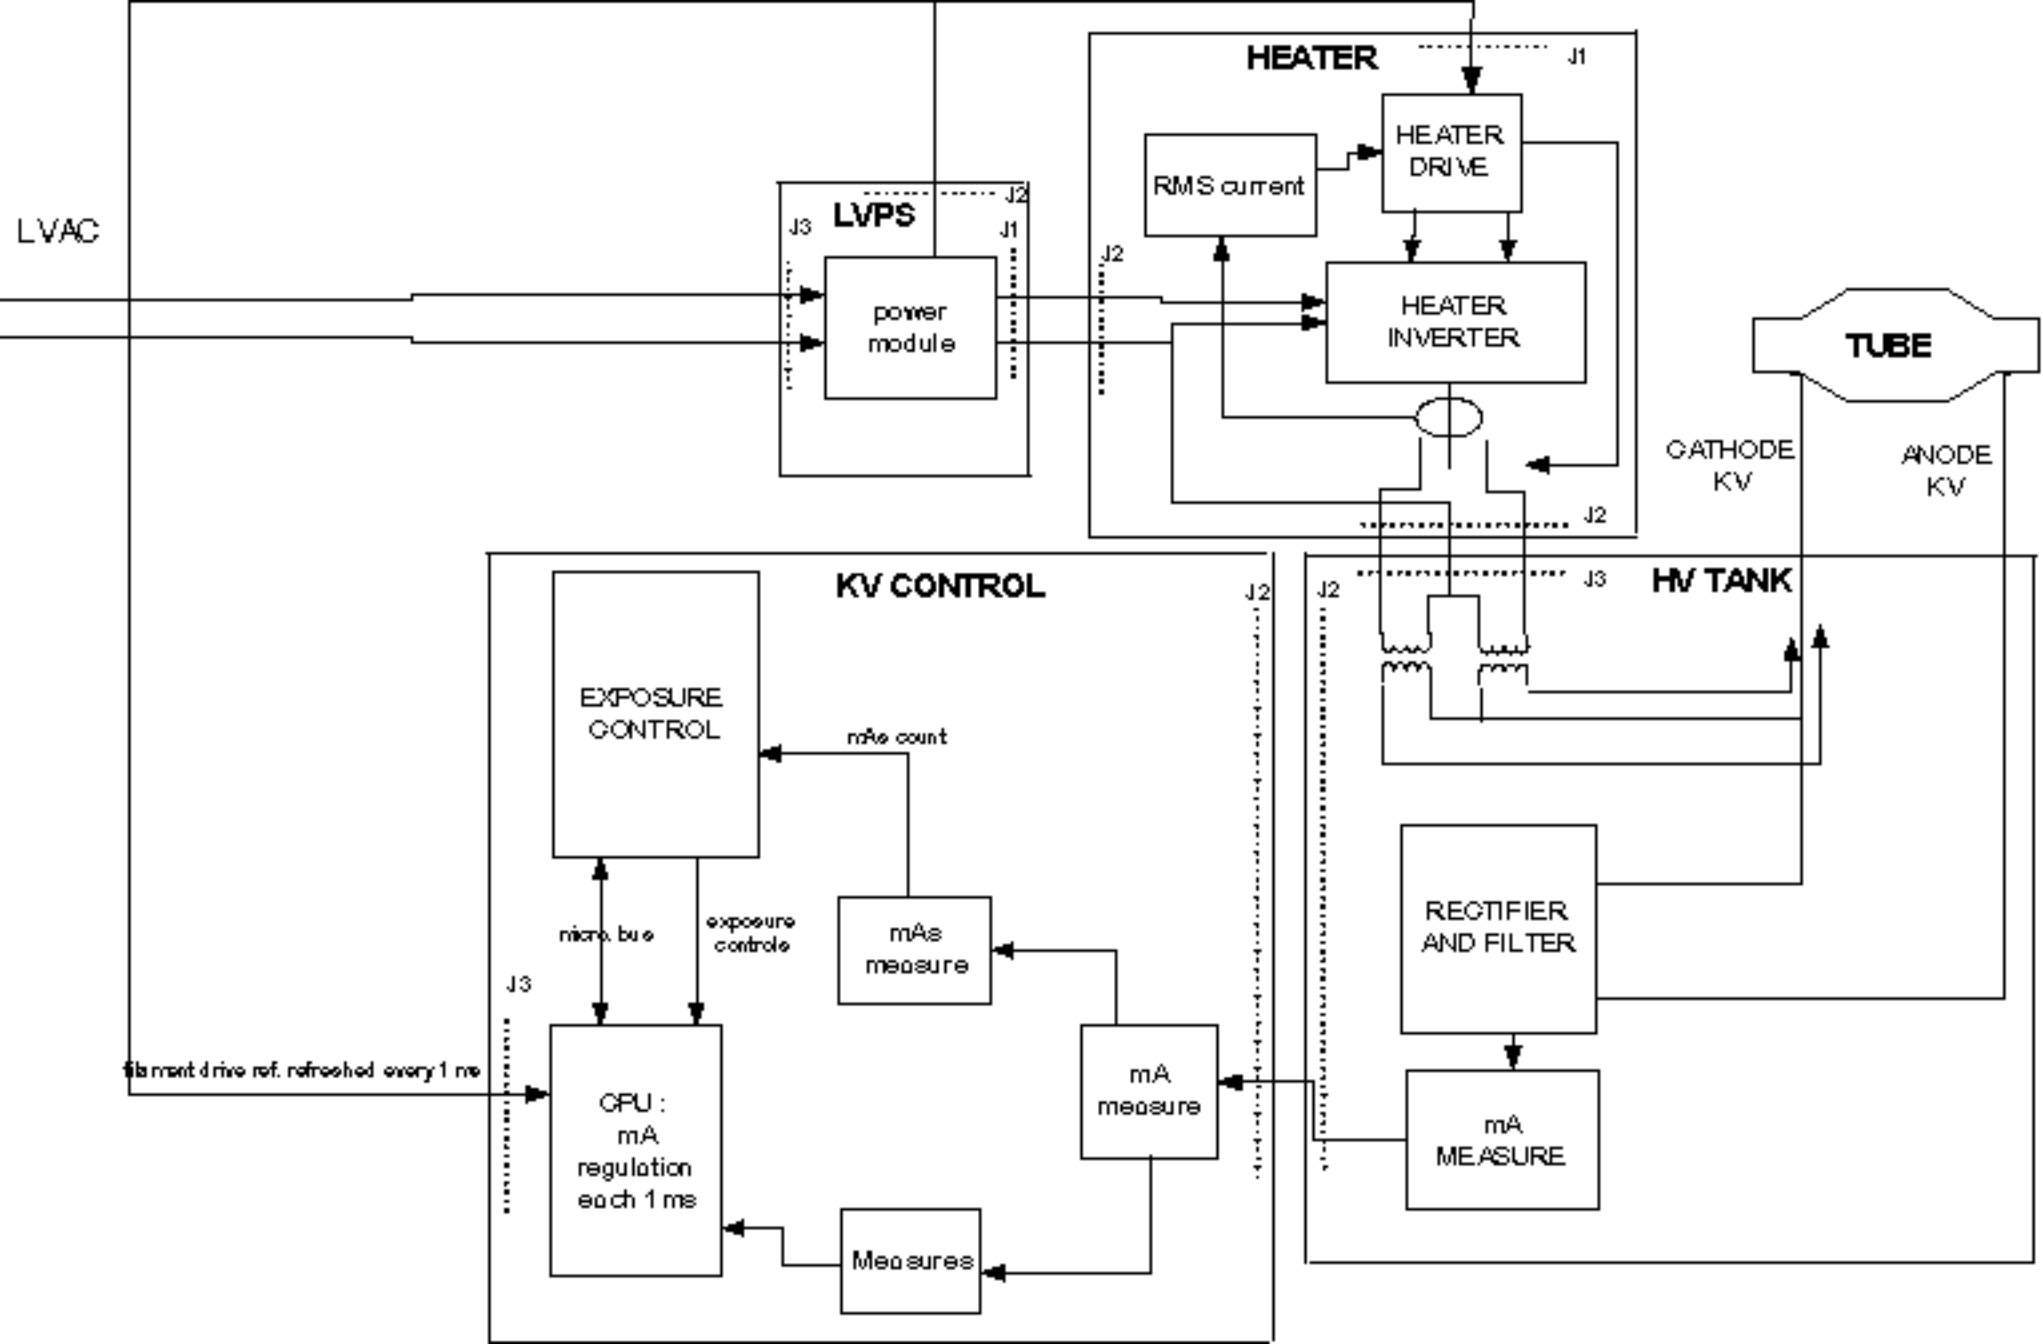 HEATER
J1
HEATER
DRIVE
RMS current
J2
LVPS
J3
J1
LVAC
J2
power
module
HEATER
INVERTER
TUBE
CATHODE
KV
ANODE
KV
J2
KV CONTROL
J2
J2
J3
HV TANK
EXPOSURE
CONTROL
mAs count
micro. bus
exposure
controls
mAs
measure
RECTIFIER
AND FILTER
J3
filament drive ref. refreshed every 1 ms
CPU :
mA
regulation
each 1 ms
mA
measure
mA
MEASURE
Measures